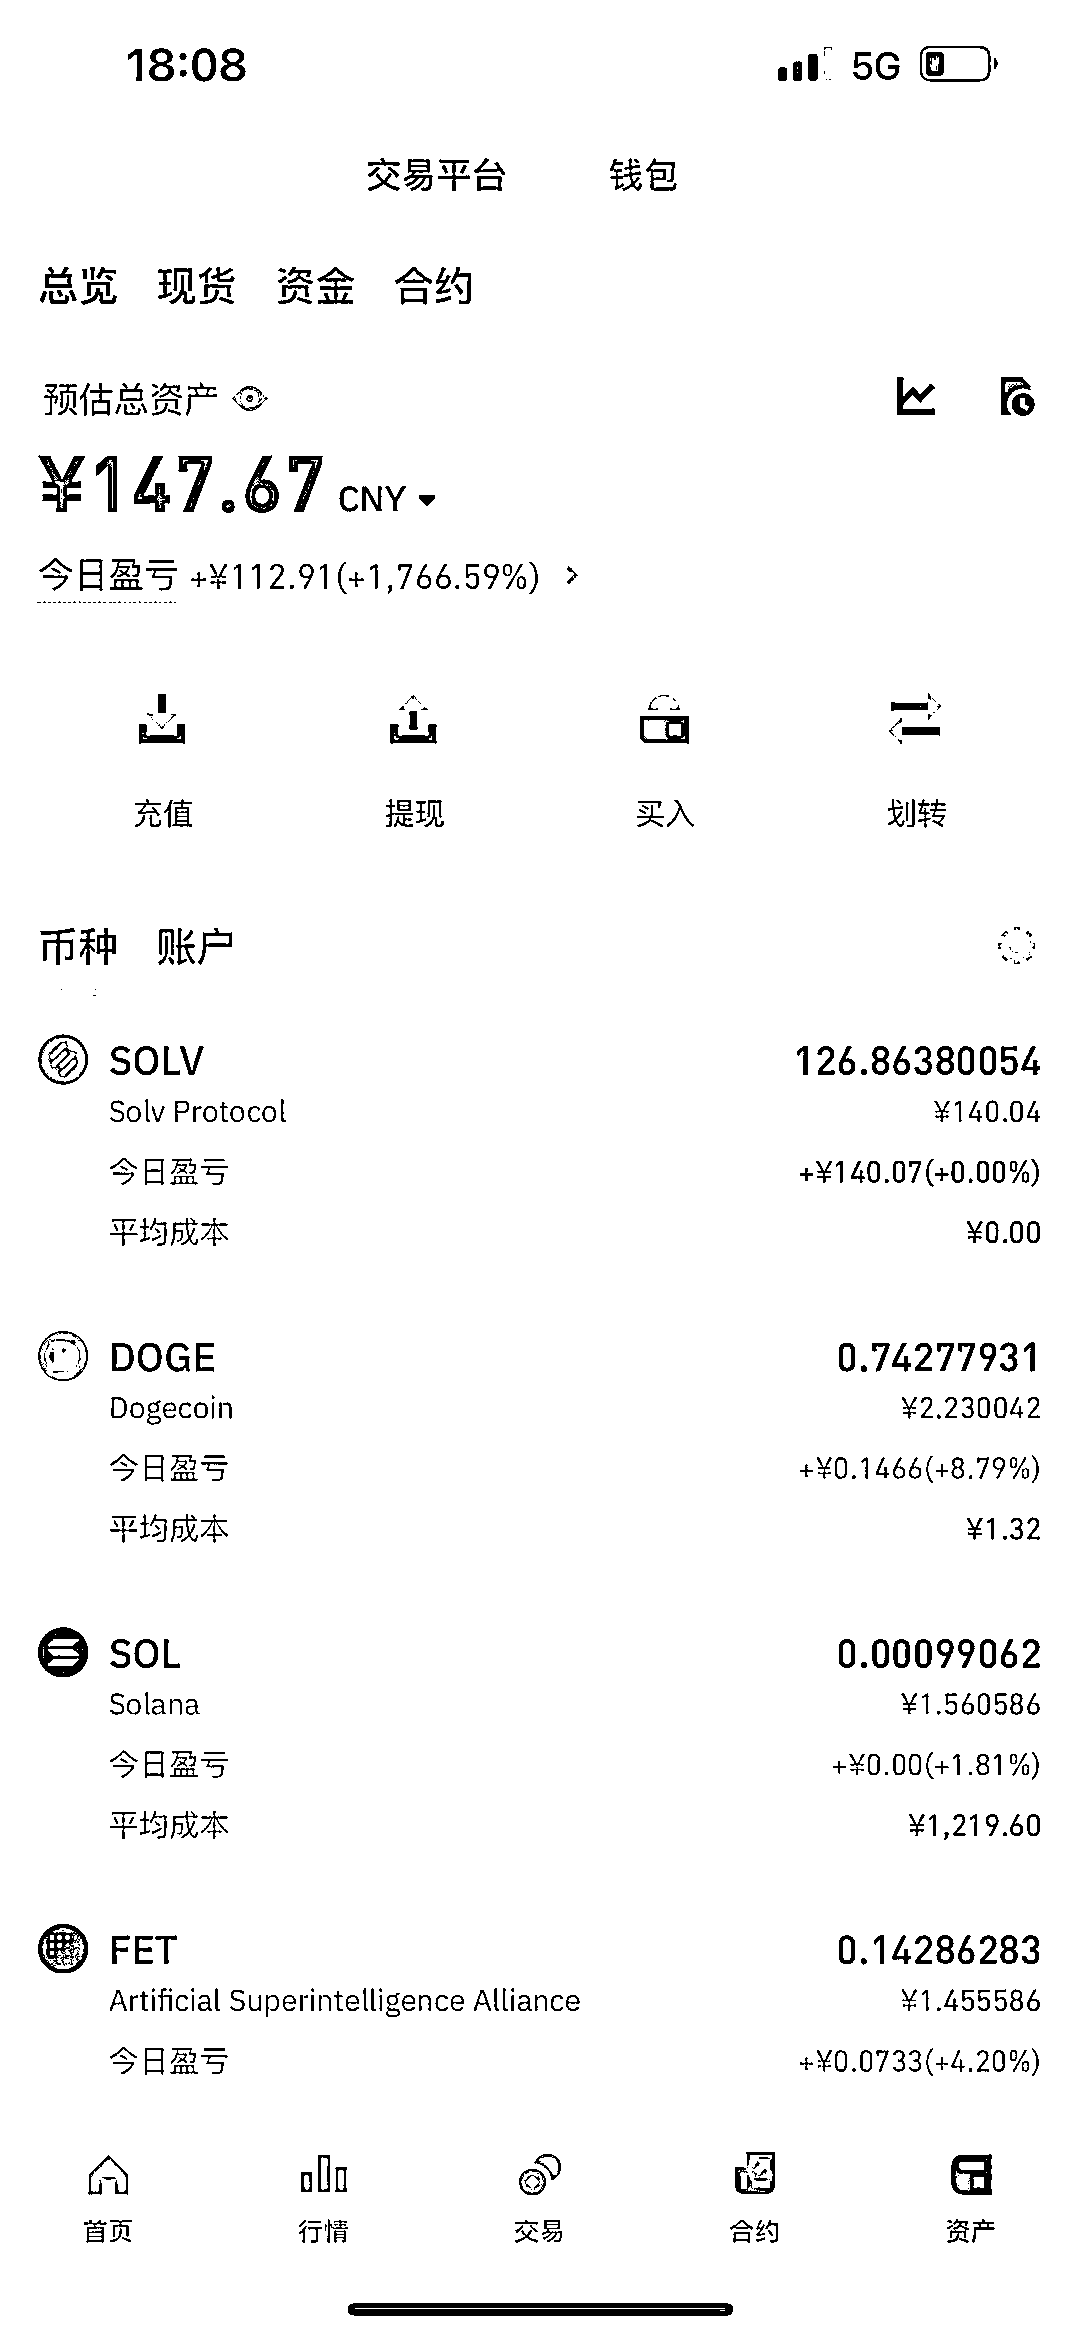 18:08
5G
交易平台 钱包
总览 现货 资金 合约
预估总资产
¥147.67 CNY
今日盈亏 +¥112.91(+1,766.59%)
充值 提现 买入 划转
币种 账户
SOLV 126.86380054
Solv Protocol ¥140.04
今日盈亏 +¥140.07(+0.00%)
平均成本 ¥0.00
DOGE 0.74277931
Dogecoin ¥2.230042
今日盈亏 +¥0.1466(+8.79%)
平均成本 ¥1.32
SOL 0.00099062
Solana ¥1.560586
今日盈亏 +¥0.00(+1.81%)
平均成本 ¥1,219.60
FET 0.14286283
Artificial Superintelligence Alliance ¥1.455586
今日盈亏 +¥0.0733(+4.20%)
首页 行情 交易 合约 资产